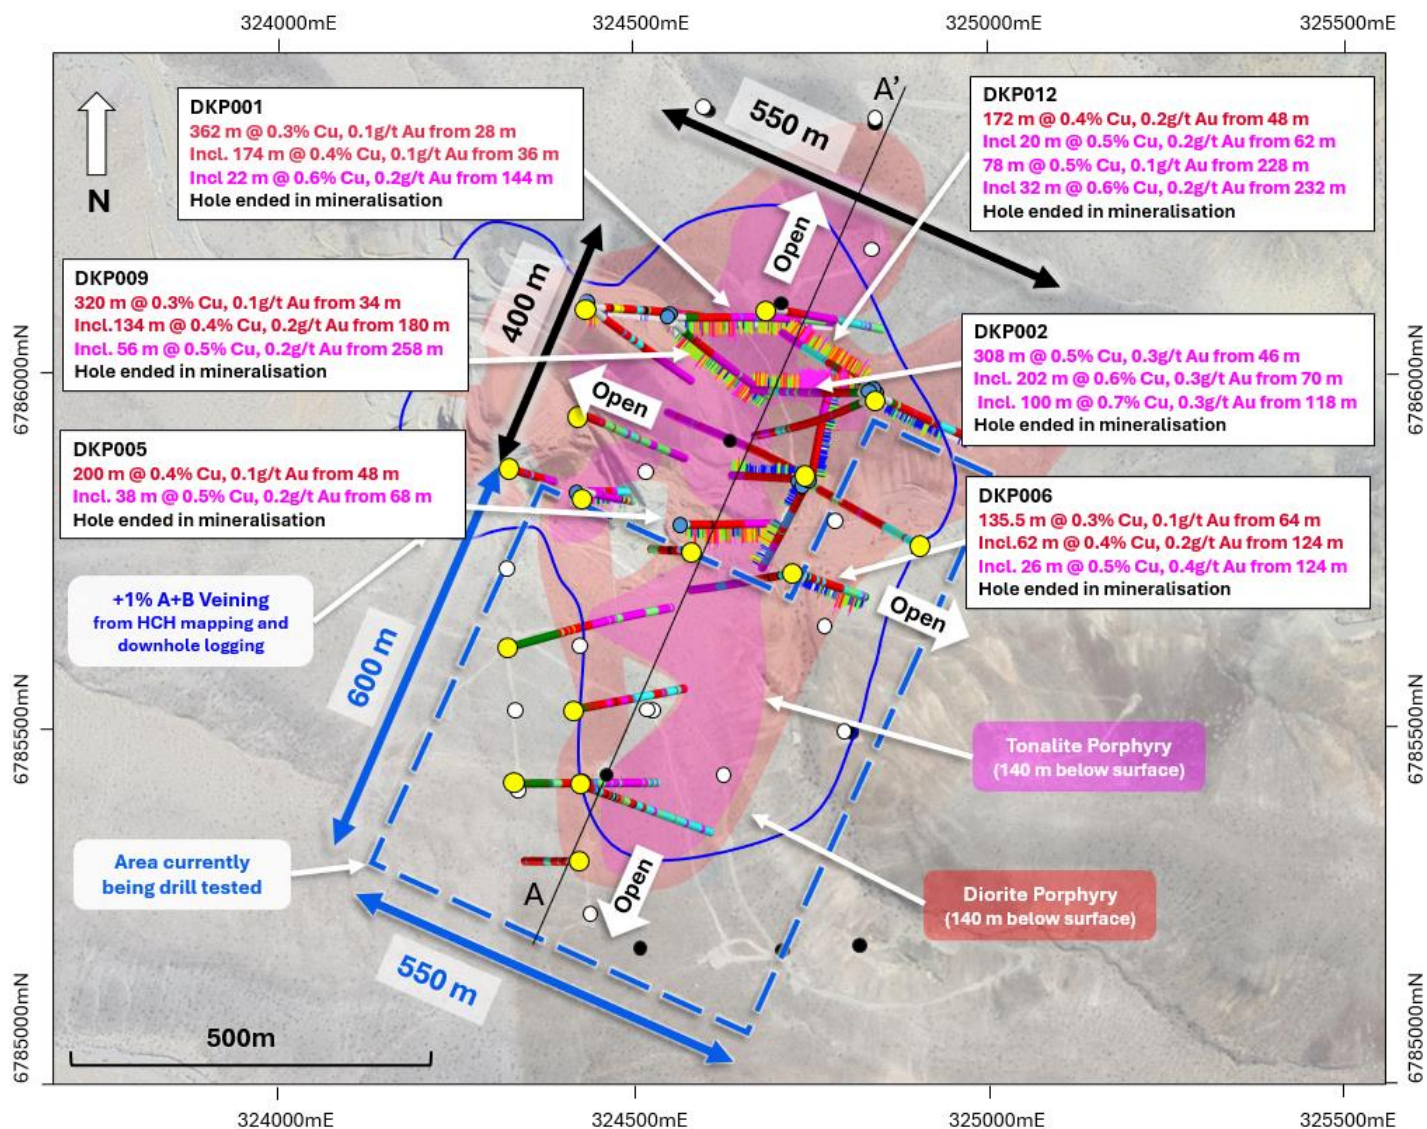 324000mE
324500mE
325000mE
325500mE
A'
550 m
DKP001
362 m @ 0.3% Cu, 0.1g/t Au from 28 m
Incl. 174 m @ 0.4% Cu, 0.1g/t Au from 36 m
Incl 22 m @ 0.6% Cu, 0.2g/t Au from 144 m
Hole ended in mineralisation
DKP012
172 m @ 0.4% Cu, 0.2g/t Au from 48 m
Incl 20 m @ 0.5% Cu, 0.2g/t Au from 62 m
78 m @ 0.5% Cu, 0.1g/t Au from 228 m
Incl 32 m @ 0.6% Cu, 0.2g/t Au from 232 m
Hole ended in mineralisation
N
Open
400 m
DKP009
320 m @ 0.3% Cu, 0.1g/t Au from 34 m
Incl.134 m @ 0.4% Cu, 0.2g/t Au from 180 m
Incl. 56 m @ 0.5% Cu, 0.2g/t Au from 258 m
Hole ended in mineralisation
DKP002
308 m @ 0.5% Cu, 0.3g/t Au from 46 m
Incl. 202 m @ 0.6% Cu, 0.3g/t Au from 70 m
Incl. 100 m @ 0.7% Cu, 0.3g/t Au from 118 m
Hole ended in mineralisation
6786000mN
6786000mN
Open
DKP005
200 m @ 0.4% Cu, 0.1g/t Au from 48 m
Incl. 38 m @ 0.5% Cu, 0.2g/t Au from 68 m
Hole ended in mineralisation
DKP006
135.5 m @ 0.3% Cu, 0.1g/t Au from 64 m
Incl.62 m @ 0.4% Cu, 0.2g/t Au from 124 m
Incl. 26 m @ 0.5% Cu, 0.4g/t Au from 124 m
Hole ended in mineralisation
+1% A+B Veining
from HCH mapping and
downhole logging
Open
600 m
6785500mN
6785500mN
Tonalite Porphyry
(140 m below surface)
Area currently
being drill tested
A
Open
Diorite Porphyry
(140 m below surface)
550 m
500m
6785000mN
6785000mN
324000mE
324500mE
325000mE
325500mE